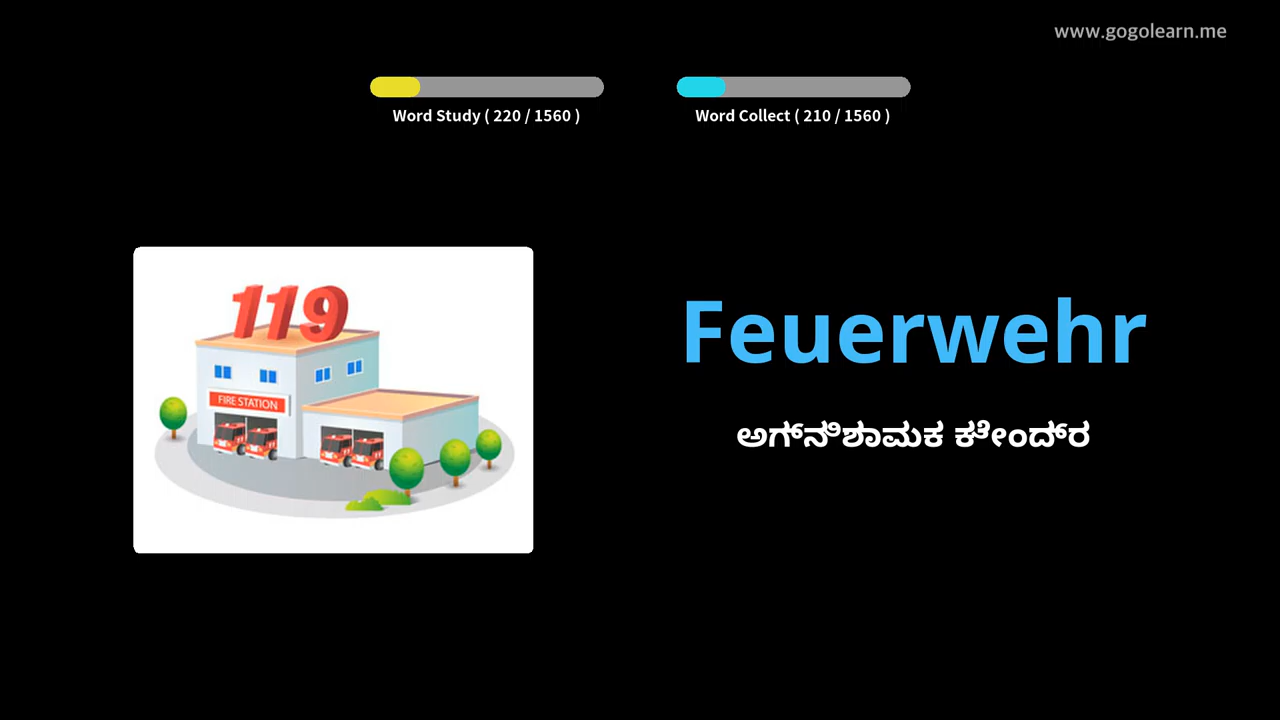 www.gogolearn.me
Word Study ( 220 / 1560 )
Word Collect ( 210 / 1560 )
119
FIRE STATION
Feuerwehr
ಅಗ್ನಿಶಾಮಕ ಕೇಂದ್ರ